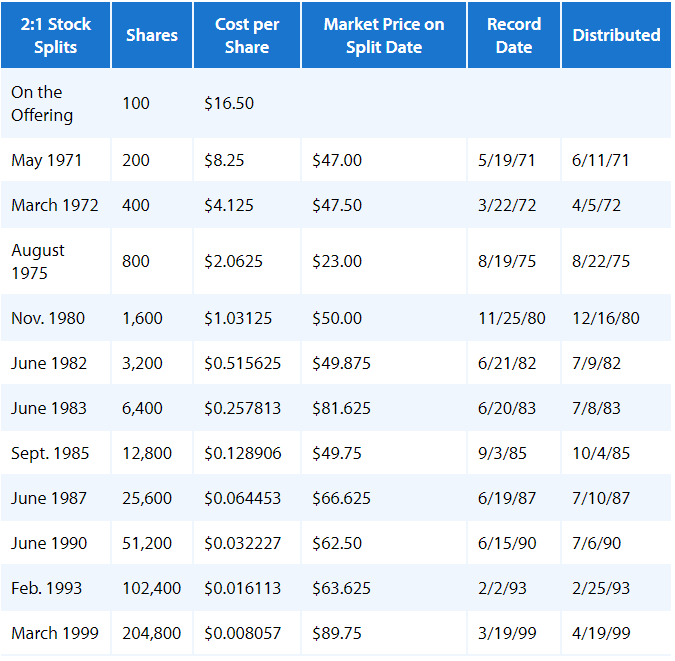 2:1 Stock Splits Shares Cost per Share Market Price on Split Date Record Date Distributed
On the Offering 100 $16.50
May 1971 200 $8.25 $47.00 5/19/71 6/11/71
March 1972 400 $4.125 $47.50 3/22/72 4/5/72
August 1975 800 $2.0625 $23.00 8/19/75 8/22/75
Nov. 1980 1,600 $1.03125 $50.00 11/25/80 12/16/80
June 1982 3,200 $0.515625 $49.875 6/21/82 7/9/82
June 1983 6,400 $0.257813 $81.625 6/20/83 7/8/83
Sept. 1985 12,800 $0.128906 $49.75 9/3/85 10/4/85
June 1987 25,600 $0.064453 $66.625 6/19/87 7/10/87
June 1990 51,200 $0.032227 $62.50 6/15/90 7/6/90
Feb. 1993 102,400 $0.016113 $63.625 2/2/93 2/25/93
March 1999 204,800 $0.008057 $89.75 3/19/99 4/19/99